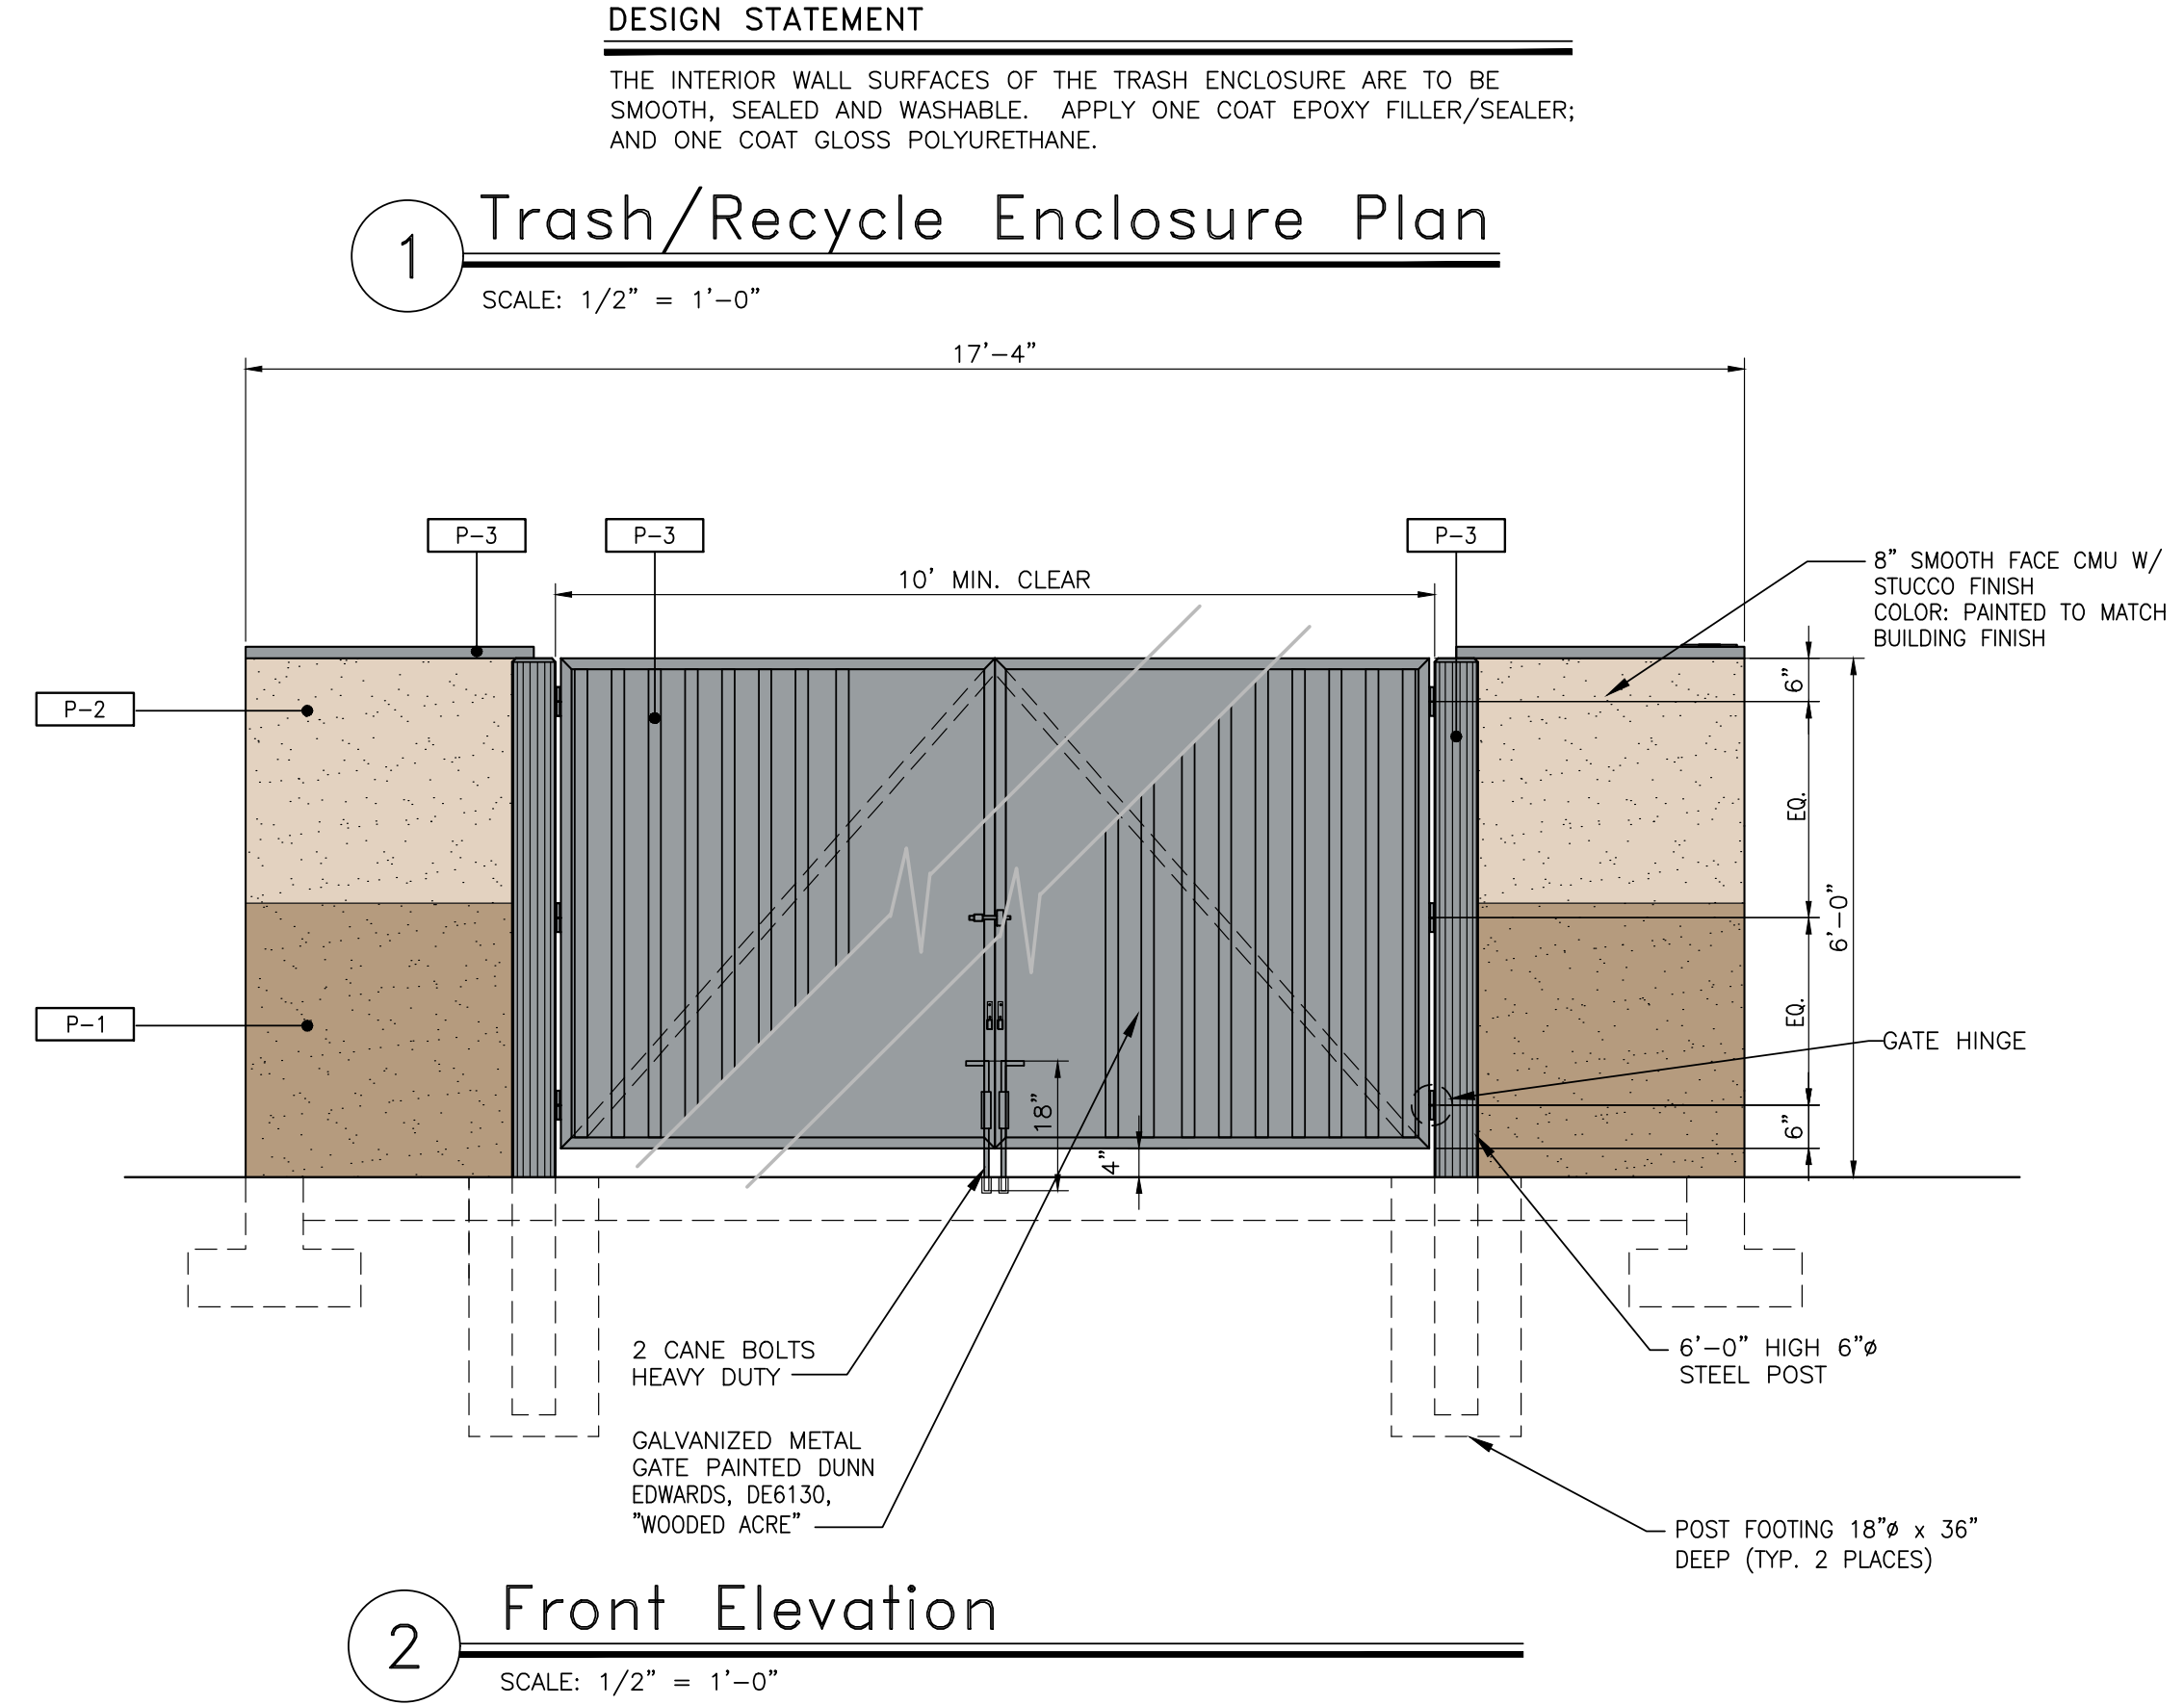 DESIGN STATEMENT
THE INTERIOR WALL SURFACES OF THE TRASH ENCLOSURE ARE TO BE
SMOOTH, SEALED AND WASHABLE. APPLY ONE COAT EPOXY FILLER/SEALER;
AND ONE COAT GLOSS POLYURETHANE.
1
Trash/Recycle Enclosure Plan
SCALE: 1/2" = 1'-0"
17'-4"
P-3
P-3
P-3
10' MIN. CLEAR
8" SMOOTH FACE CMU W/
STUCCO FINISH
COLOR: PAINTED TO MATCH
BUILDING FINISH
P-2
6"
EQ.
6'-0"
P-1
EQ.
GATE HINGE
18"
4"
6"
2 CANE BOLTS
HEAVY DUTY
6'-0" HIGH 6"ø
STEEL POST
GALVANIZED METAL
GATE PAINTED DUNN
EDWARDS, DE6130,
"WOODED ACRE"
POST FOOTING 18"ø x 36"
DEEP (TYP. 2 PLACES)
2
Front Elevation
SCALE: 1/2" = 1'-0"